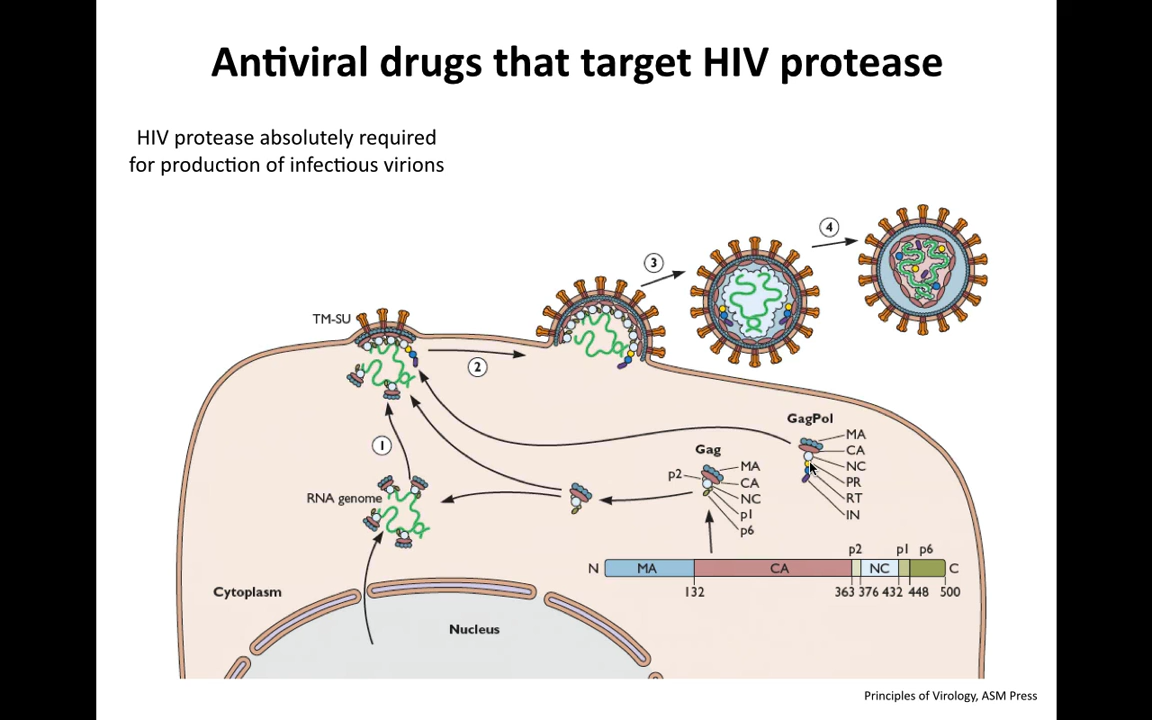 Antiviral drugs that target HIV protease
HIV protease absolutely required
for production of infectious virions
4
3
TM-SU
2
GagPol
MA
CA
NC
PR
RT
IN
1
Gag
p2
MA
CA
NC
p1
p6
RNA genome
p2 p1 p6
N MA CA NC C
132 363 376 432 448 500
Cytoplasm
Nucleus
Principles of Virology, ASM Press